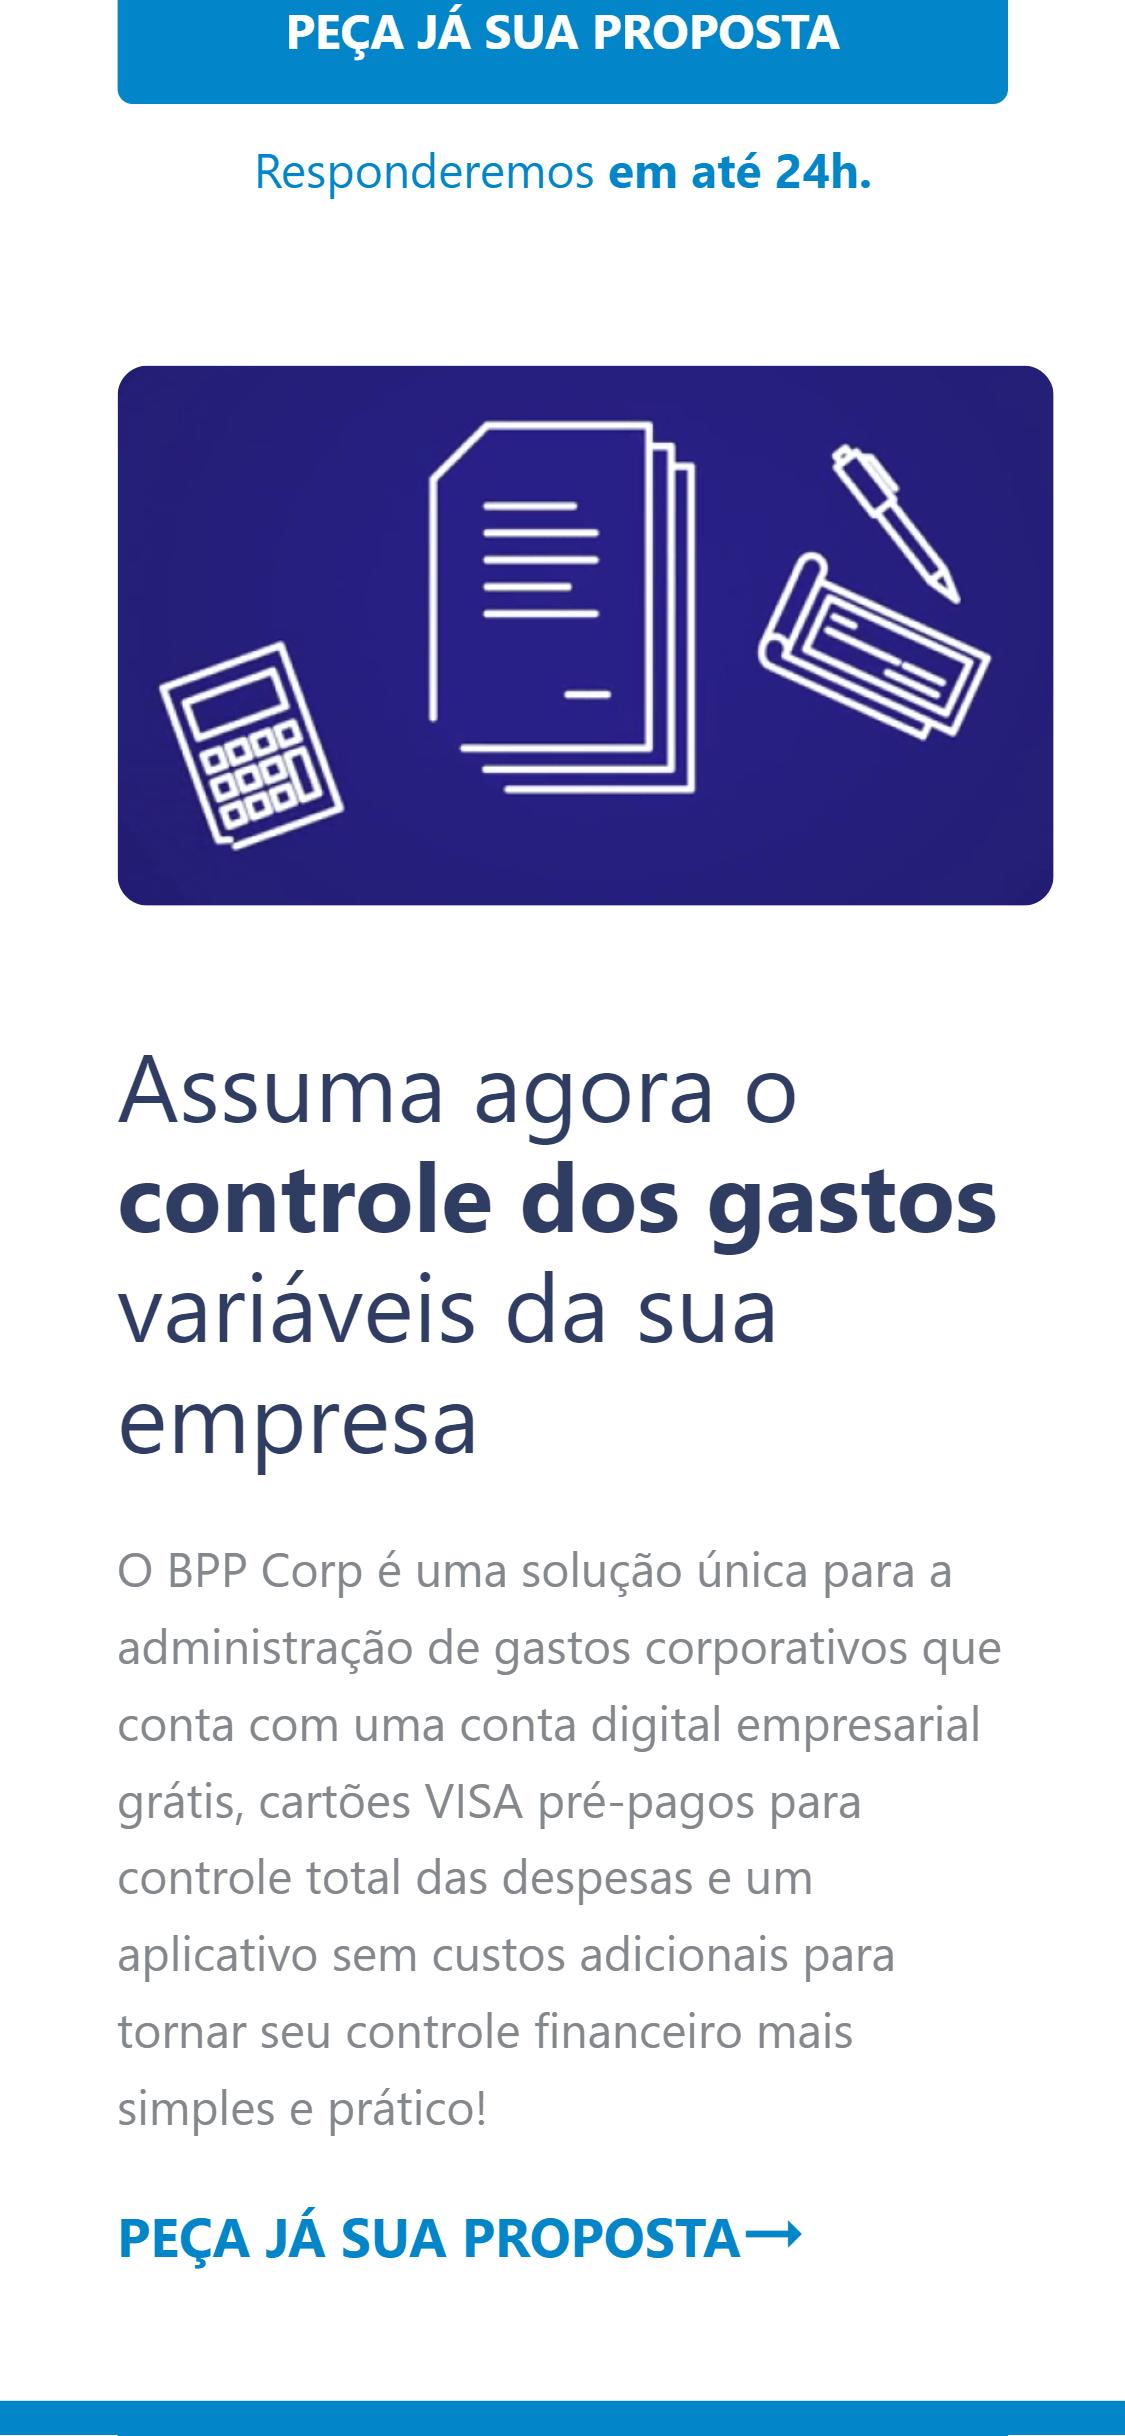 PEÇA JÁ SUA PROPOSTA
Responderemos em até 24h.
Assuma agora o
controle dos gastos
variáveis da sua
empresa
O BPP Corp é uma solução única para a
administração de gastos corporativos que
conta com uma conta digital empresarial
grátis, cartões VISA pré-pagos para
controle total das despesas e um
aplicativo sem custos adicionais para
tornar seu controle financeiro mais
simples e prático!
PEÇA JÁ SUA PROPOSTA→